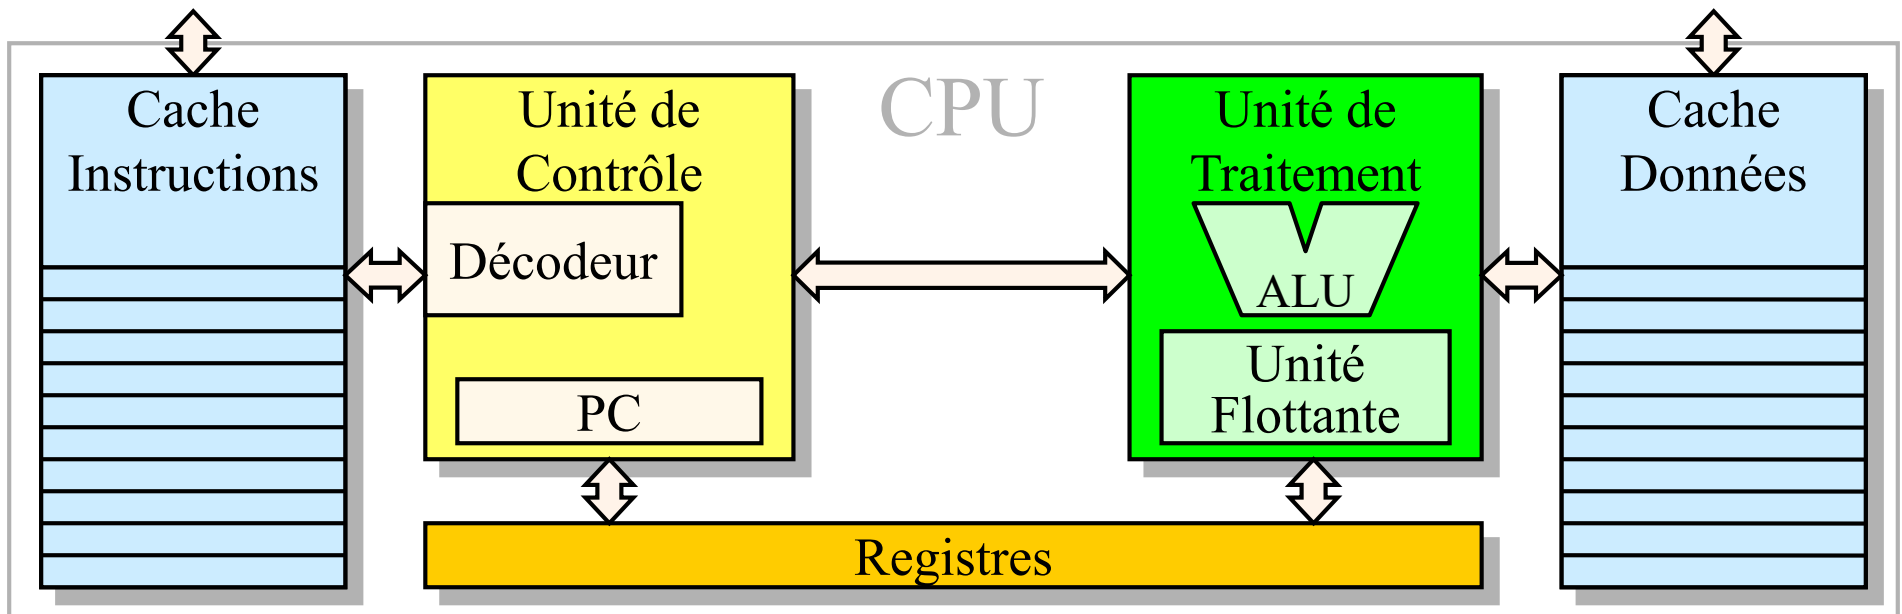 Cache
Instructions
Unité de
Contrôle
Décodeur
PC
CPU
Unité de
Traitement
ALU
Unité
Flottante
Cache
Données
Registres